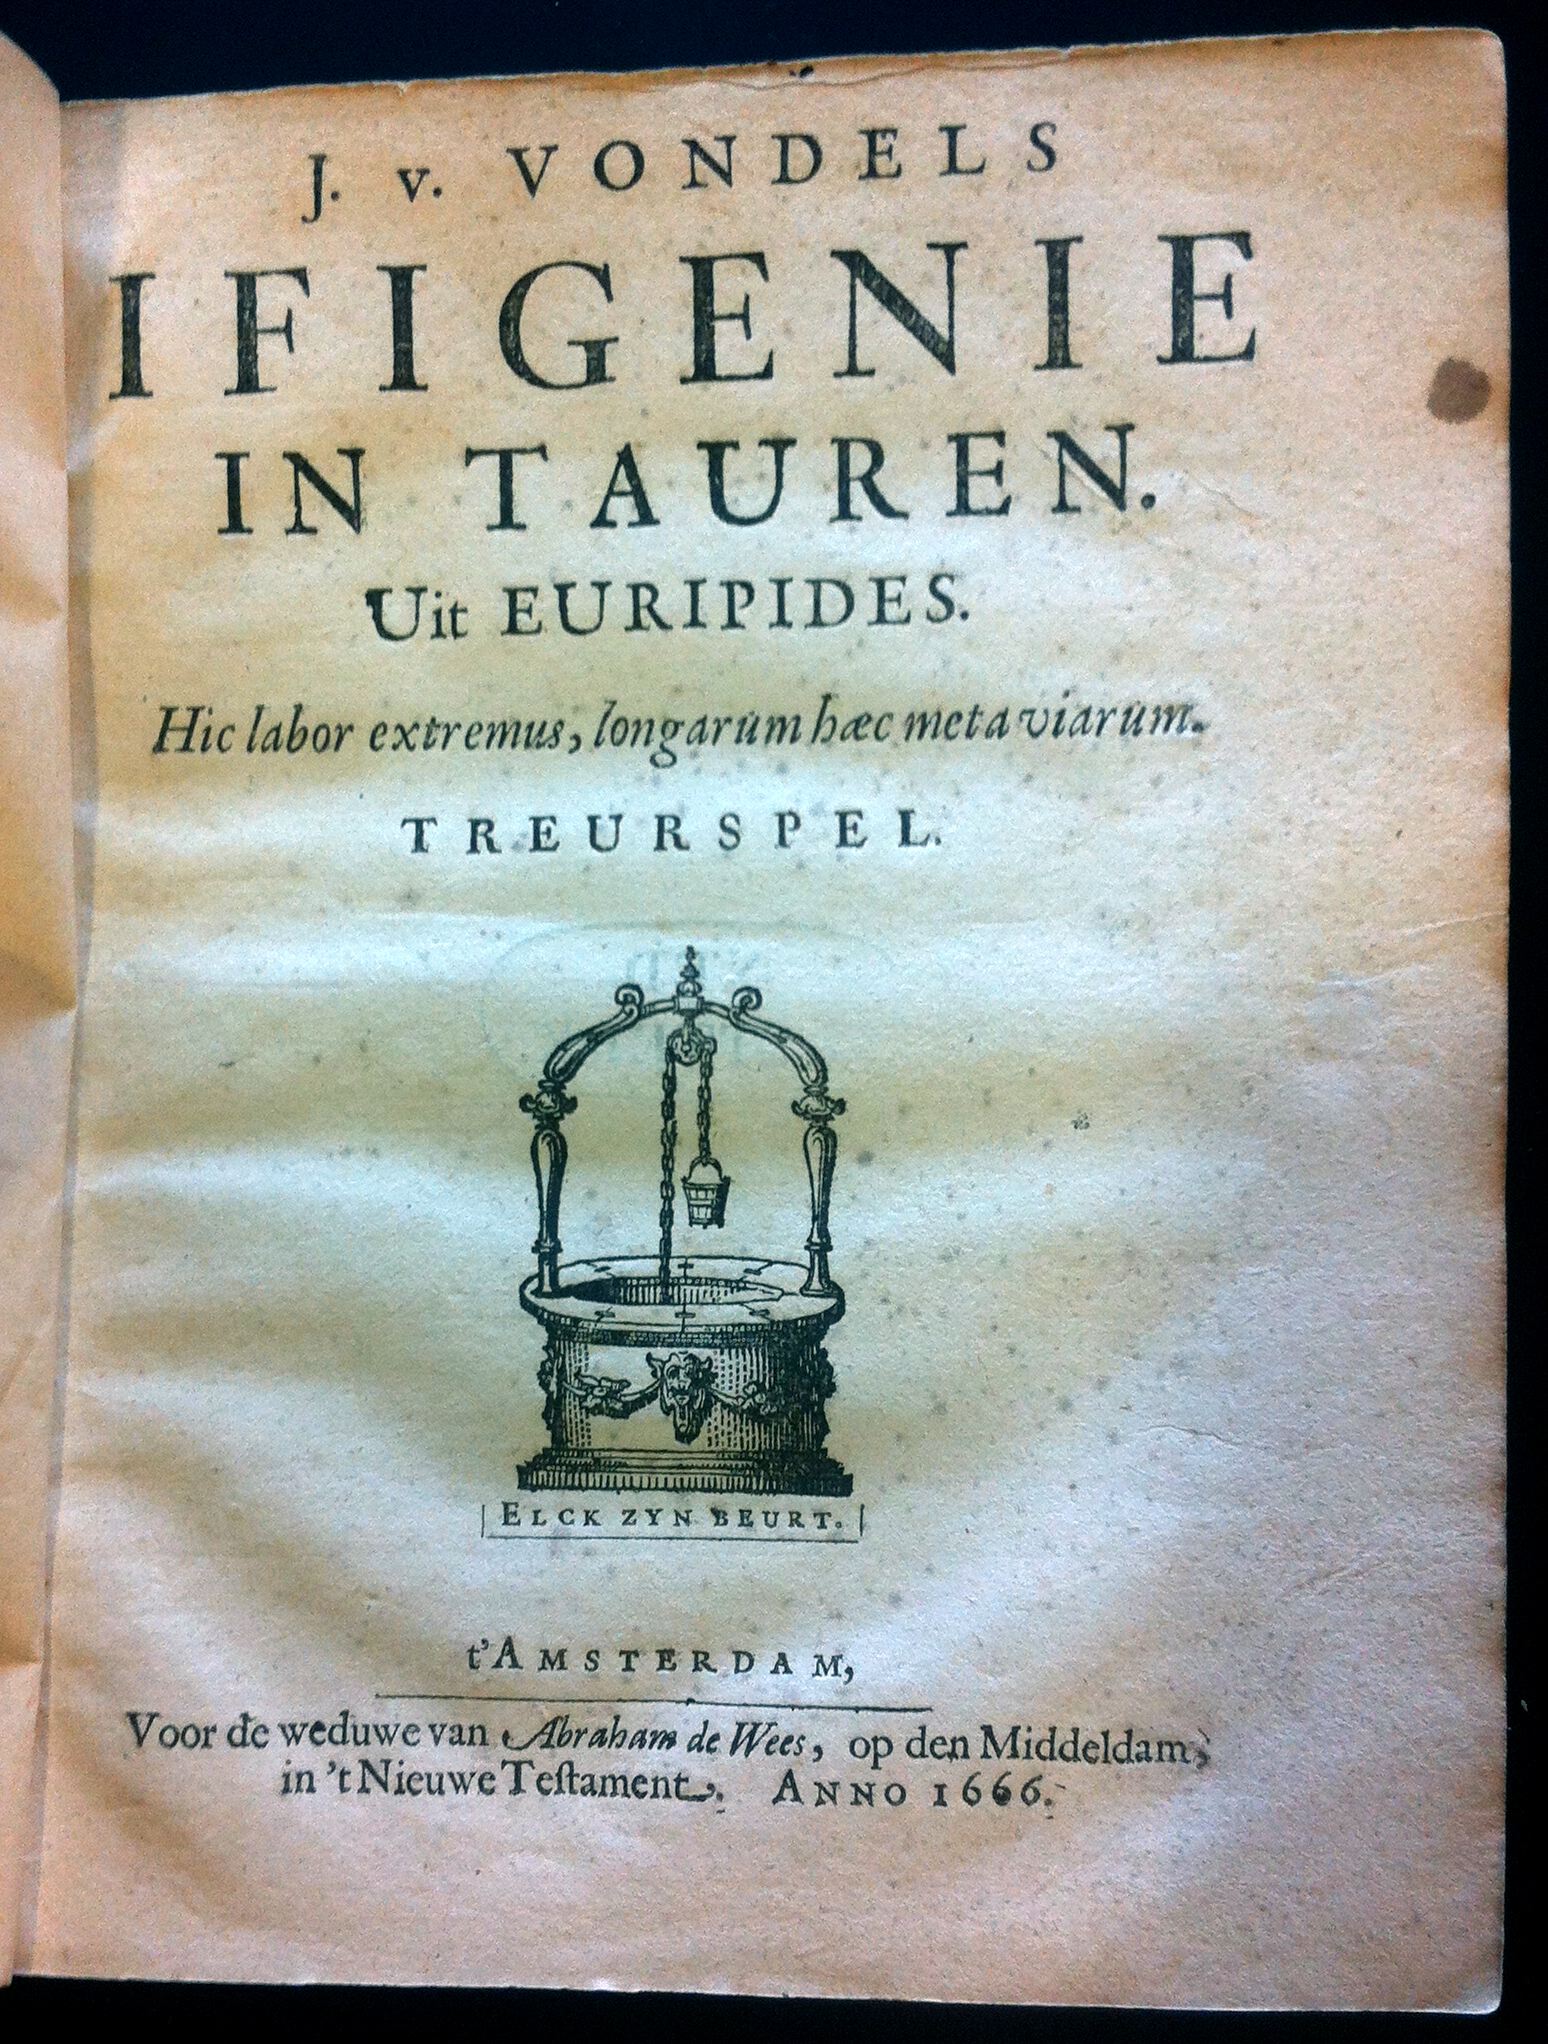 J. v. VONDELS
IFIGENIE
IN TAUREN.
Uit EURIPIDES.
Hic labor extremus, longarum hæc meta viarum.
TREURSPEL.
ELCK ZYN BEURT.
t'AMSTERDAM,
Voor de weduwe van Abraham de Wees, op den Middeldam,
in 't Nieuwe Teſtament. ANNO 1666.